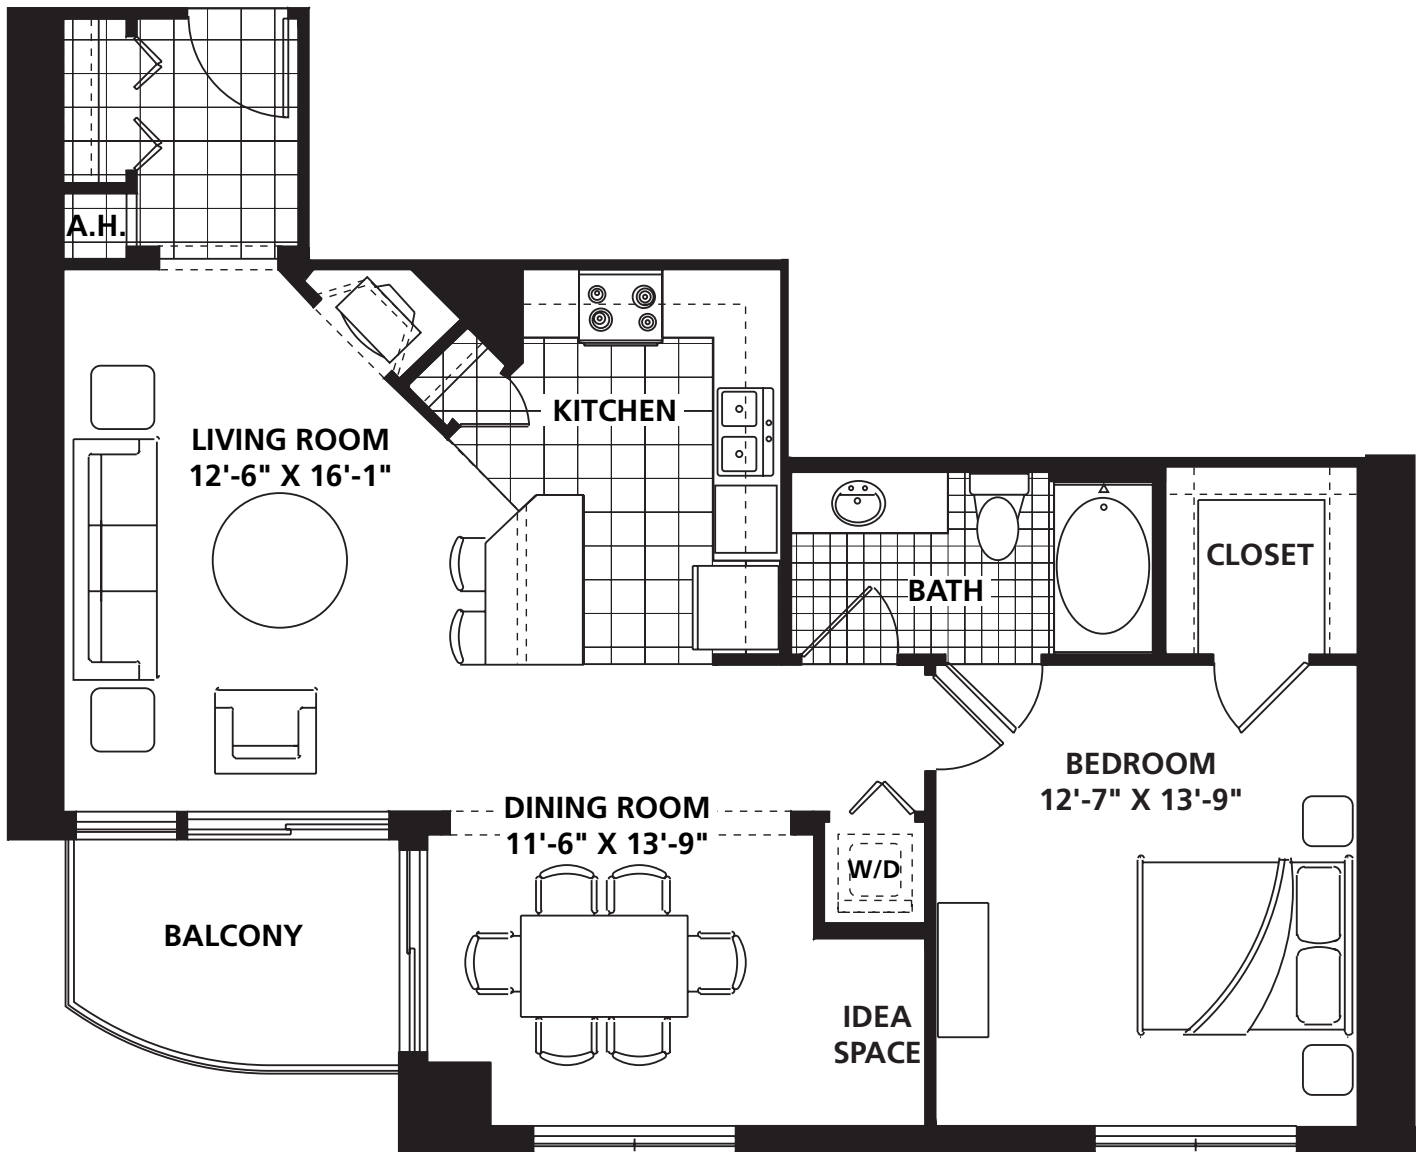 A.H.
KITCHEN
LIVING ROOM
12'-6" X 16'-1"
CLOSET
BATH
BEDROOM
12'-7" X 13'-9"
DINING ROOM
11'-6" X 13'-9"
W/D
BALCONY
IDEA
SPACE